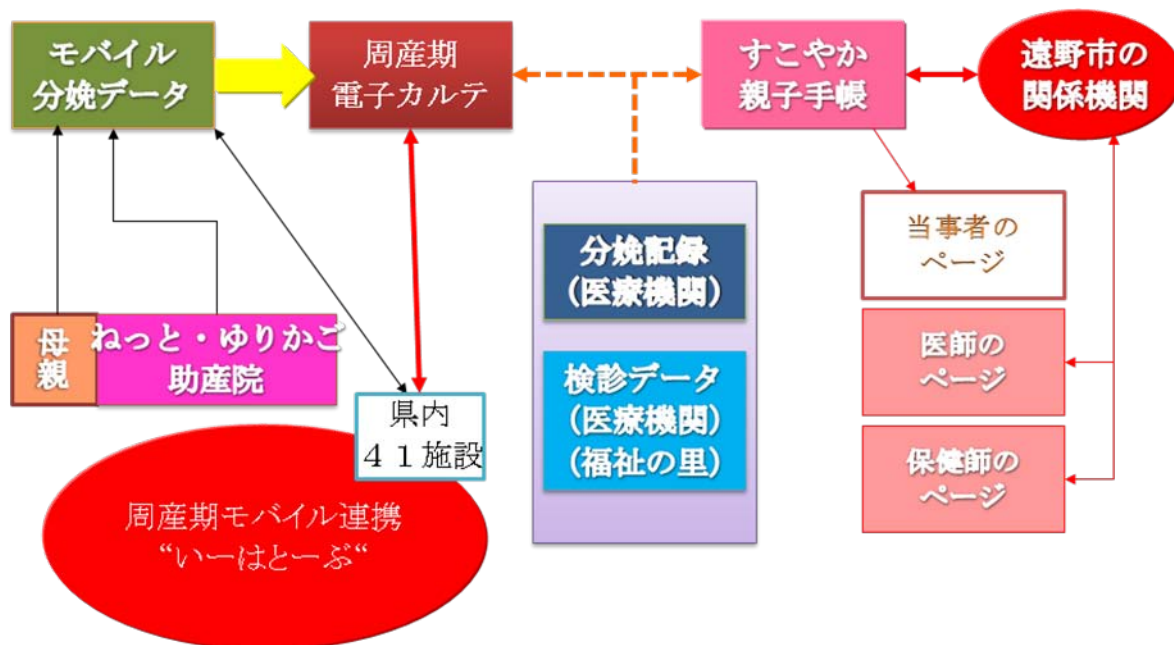 モバイル
分娩データ
周産期
電子カルテ
すこやか
親子手帳
遠野市の
関係機関
母親
ねっと・ゆりかご
助産院
県内
４１施設
周産期モバイル連携
“いーはとーぶ“
分娩記録
（医療機関）
検診データ
（医療機関）
（福祉の里）
当事者の
ページ
医師の
ページ
保健師の
ページ